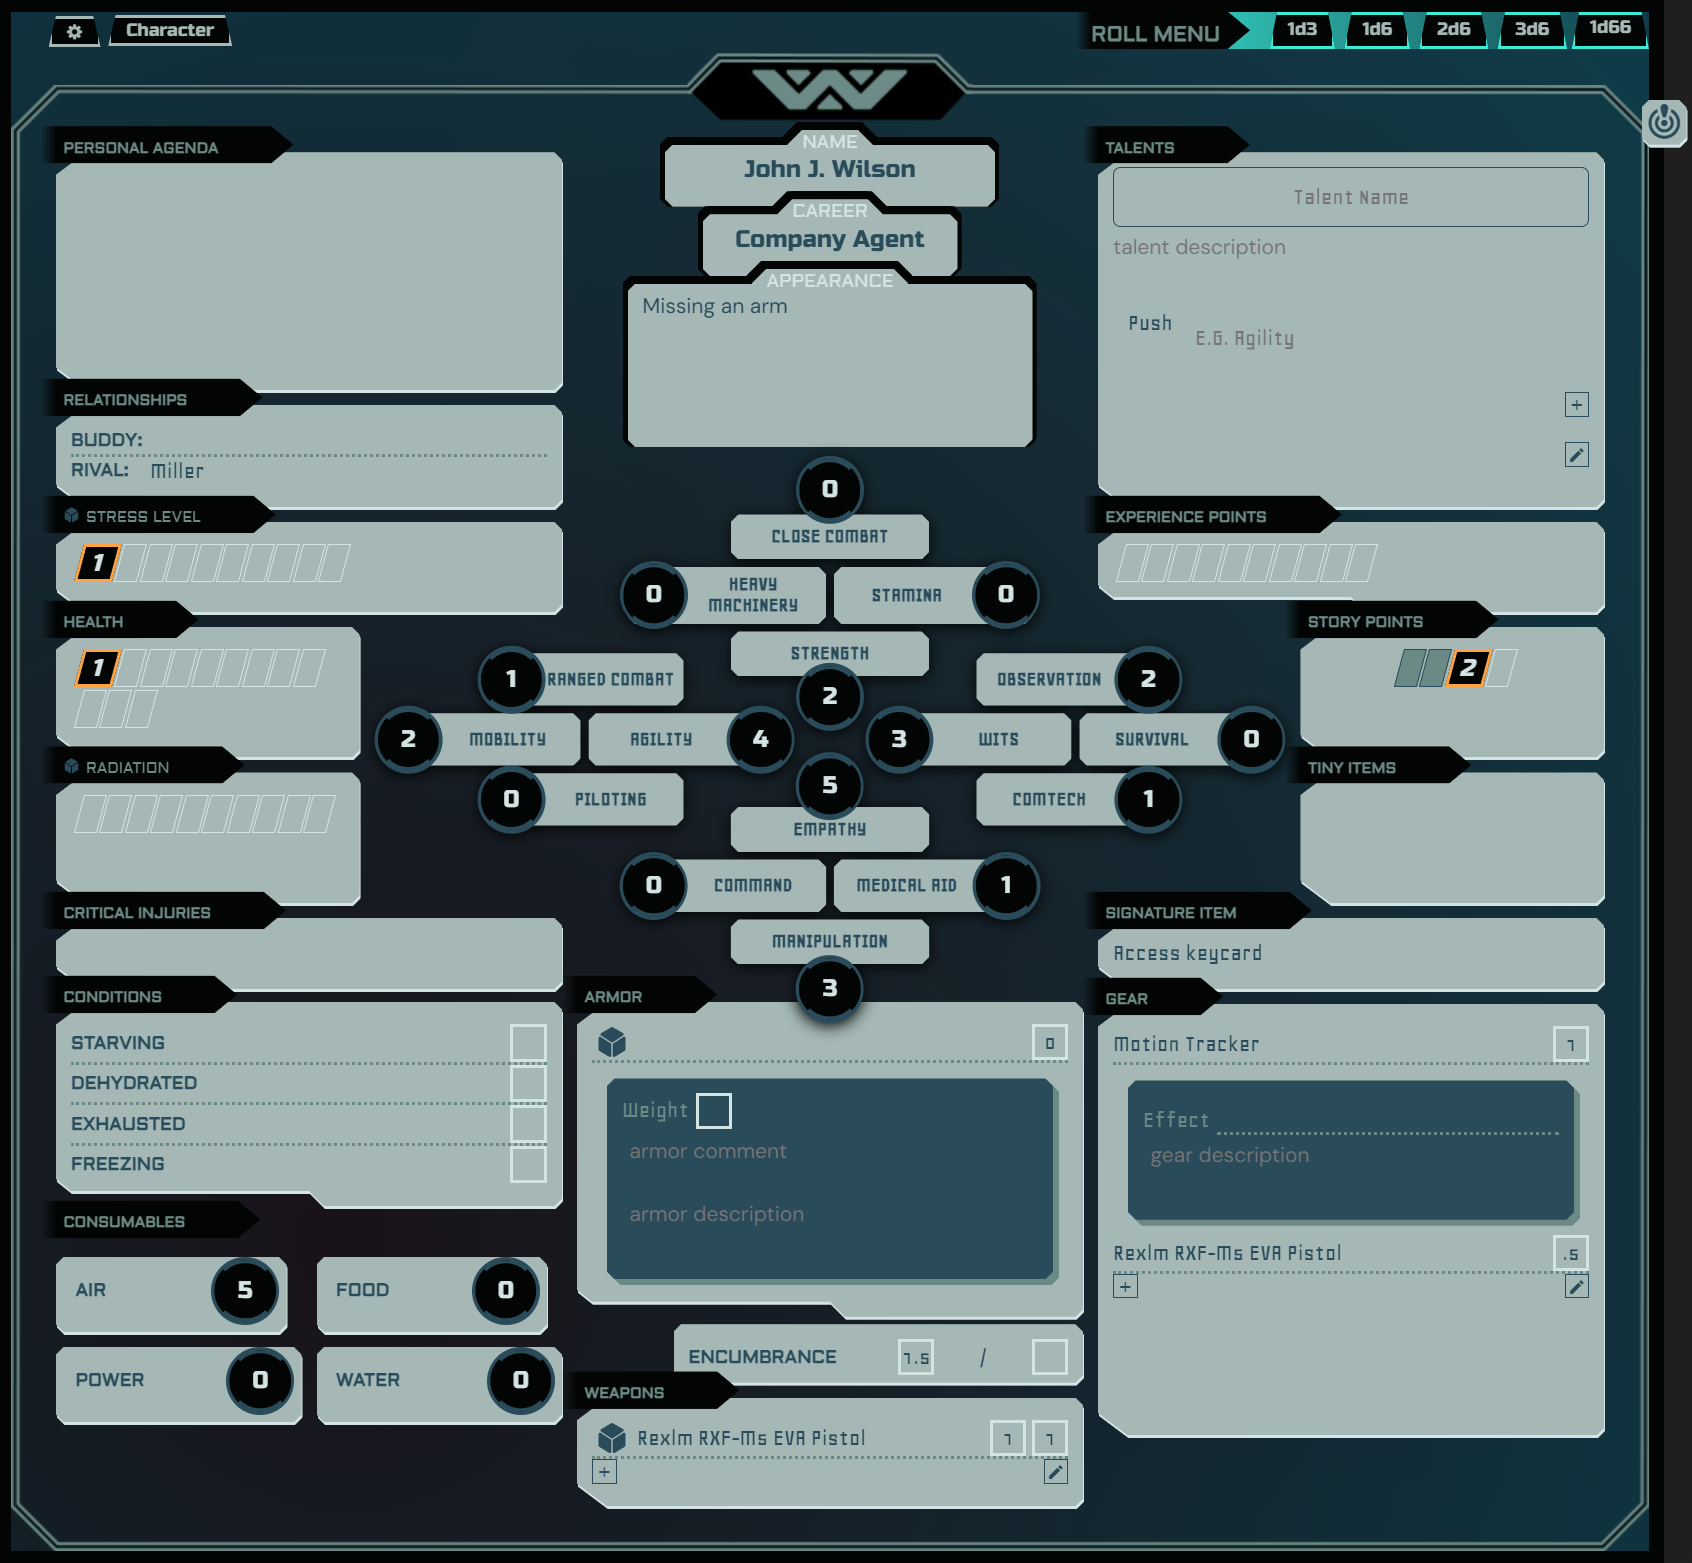 Character
ROLL MENU
1d3
1d6
2d6
3d6
1d66
PERSONAL AGENDA
RELATIONSHIPS
BUDDY:
RIVAL: Miller
STRESS LEVEL
1
HEALTH
1
RADIATION
CRITICAL INJURIES
CONDITIONS
STARVING
DEHYDRATED
EXHAUSTED
FREEZING
CONSUMABLES
AIR 5
FOOD 0
POWER 0
WATER 0
NAME
John J. Wilson
CAREER
Company Agent
APPEARANCE
Missing an arm
0
CLOSE COMBAT
0
HEAVY
MACHINERY
STAMINA
0
STRENGTH
2
1
RANGED COMBAT
2
MOBILITY
AGILITY
4
0
PILOTING
OBSERVATION
2
3
WITS
SURVIVAL
0
COMTECH
1
5
EMPATHY
0
COMMAND
MEDICAL AID
1
MANIPULATION
3
ARMOR
0
Weight
armor comment
armor description
ENCUMBRANCE 1.5 /
WEAPONS
Rexlm RXF-M5 EVA Pistol 1 1
+
TALENTS
Talent Name
talent description
Push
E.G. Agility
+
EXPERIENCE POINTS
STORY POINTS
2
TINY ITEMS
SIGNATURE ITEM
Access keycard
GEAR
Motion Tracker 1
Effect
gear description
Rexlm RXF-M5 EVA Pistol .5
+